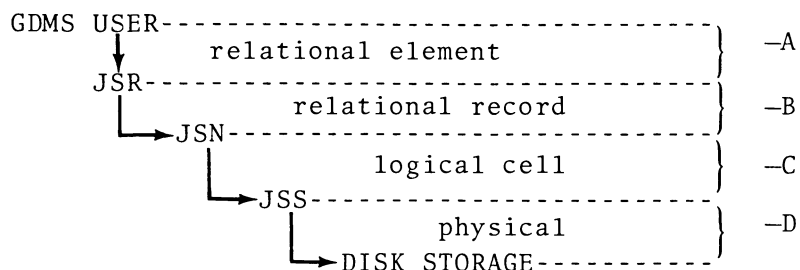 GDMS USER
relational element
—A
JSR
relational record
—B
JSN
logical cell
—C
JSS
physical
—D
DISK STORAGE